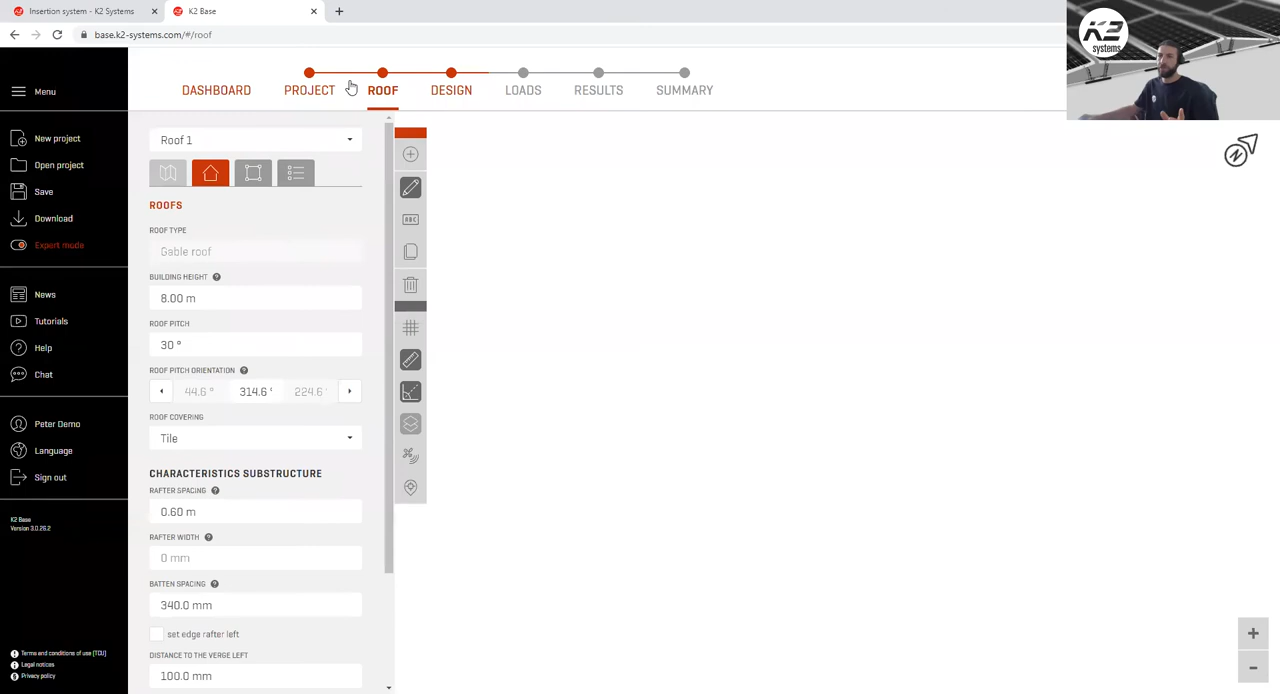 Insertion system - K2 Systems
K2 Base
base.k2-systems.com/#/roof
K2
systems
Menu
DASHBOARD
PROJECT
ROOF
DESIGN
LOADS
RESULTS
SUMMARY
New project
Open project
Save
Download
Expert mode
News
Tutorials
Help
Chat
Peter Demo
Language
Sign out
K2 Base
Version 3.0.26.2
Terms and conditions of use (TOU)
Legal notices
Privacy policy
Roof 1
ROOFS
ROOF TYPE
Gable roof
BUILDING HEIGHT
8.00 m
ROOF PITCH
30 °
ROOF PITCH ORIENTATION
44.6 ° 314.6 ° 224.6 °
ROOF COVERING
Tile
CHARACTERISTICS SUBSTRUCTURE
RAFTER SPACING
0.60 m
RAFTER WIDTH
0 mm
BATTEN SPACING
340.0 mm
set edge rafter left
DISTANCE TO THE VERGE LEFT
100.0 mm
ABC
N